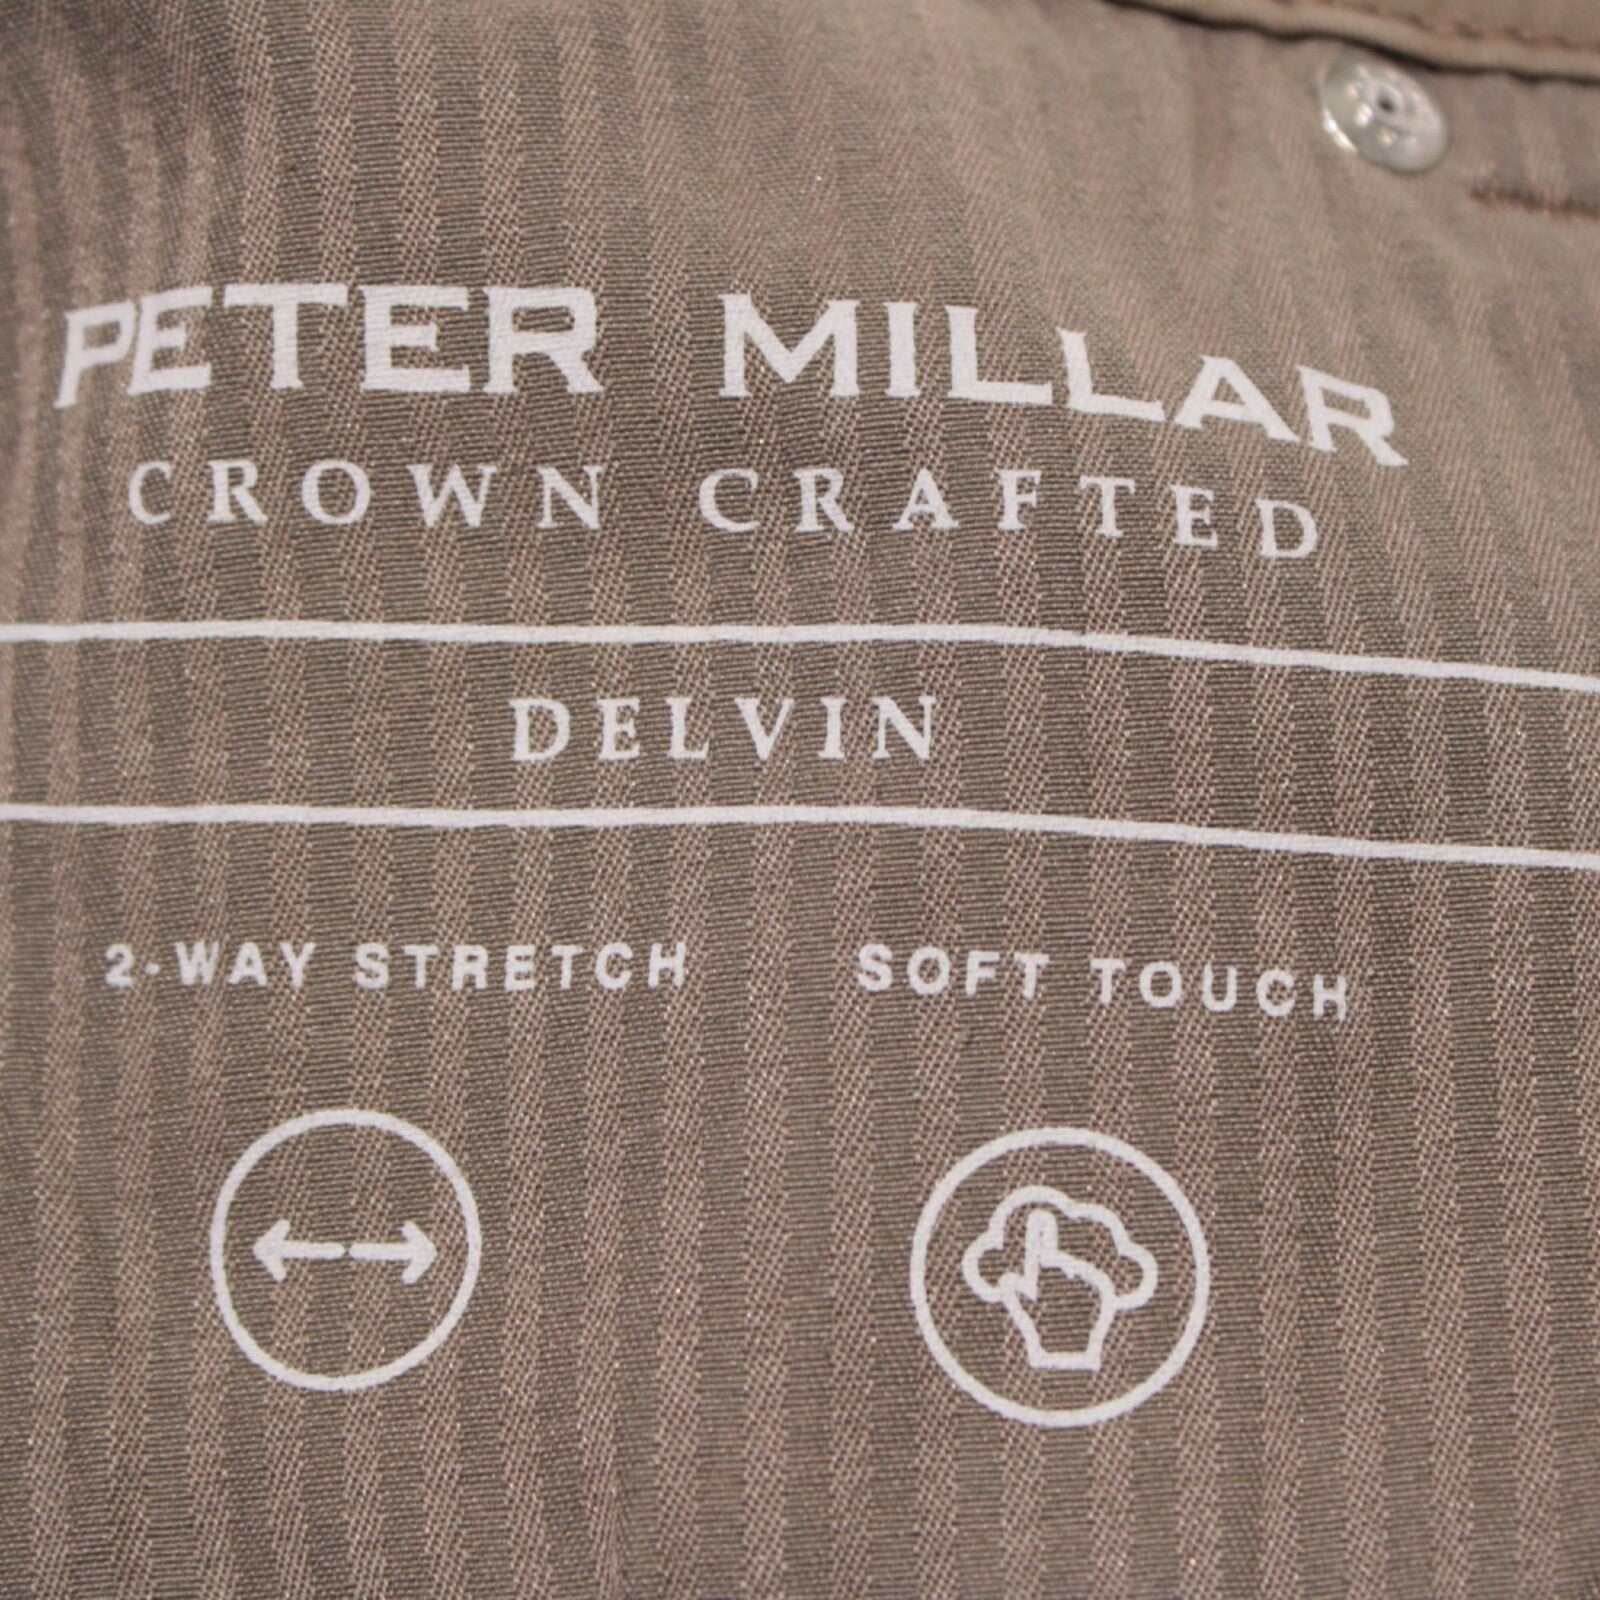 PETER MILLAR
CROWN CRAFTED
DELVIN
2-WAY STRETCH SOFT TOUCH